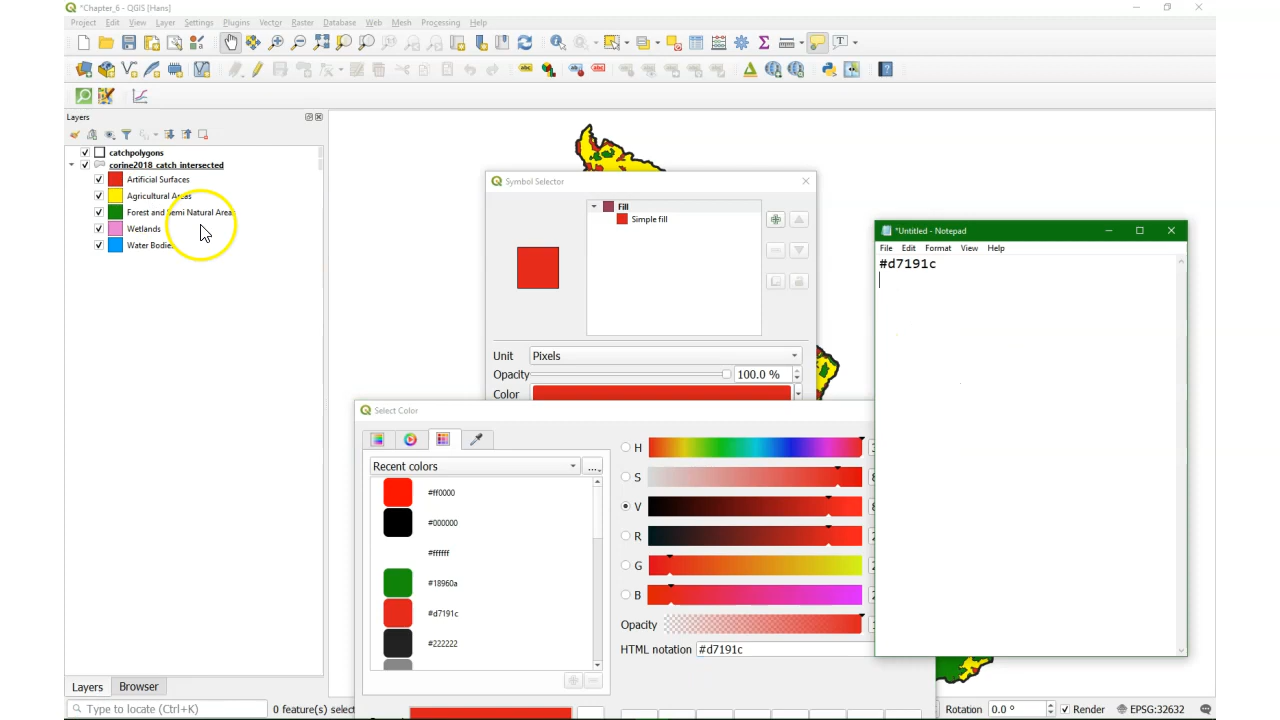 *Chapter_6 - QGIS [Hans]
Project Edit View Layer Settings Plugins Vector Raster Database Web Mesh Processing Help
Layers
catchpolygons
corine2018 catch intersected
Artificial Surfaces
Agricultural Areas
Forest and Semi Natural Areas
Wetlands
Water Bodies
Symbol Selector
Fill
Simple fill
Unit Pixels
Opacity 100.0 %
Color
Select Color
Recent colors
...
#ff0000
#000000
#ffffff
#18960a
#d7191c
#222222
H
S
V
R
G
B
Opacity
HTML notation #d7191c
*Untitled - Notepad
File Edit Format View Help
#d7191c
Layers Browser
Type to locate (Ctrl+K) 0 feature(s) select Rotation 0.0 ° Render EPSG:32632